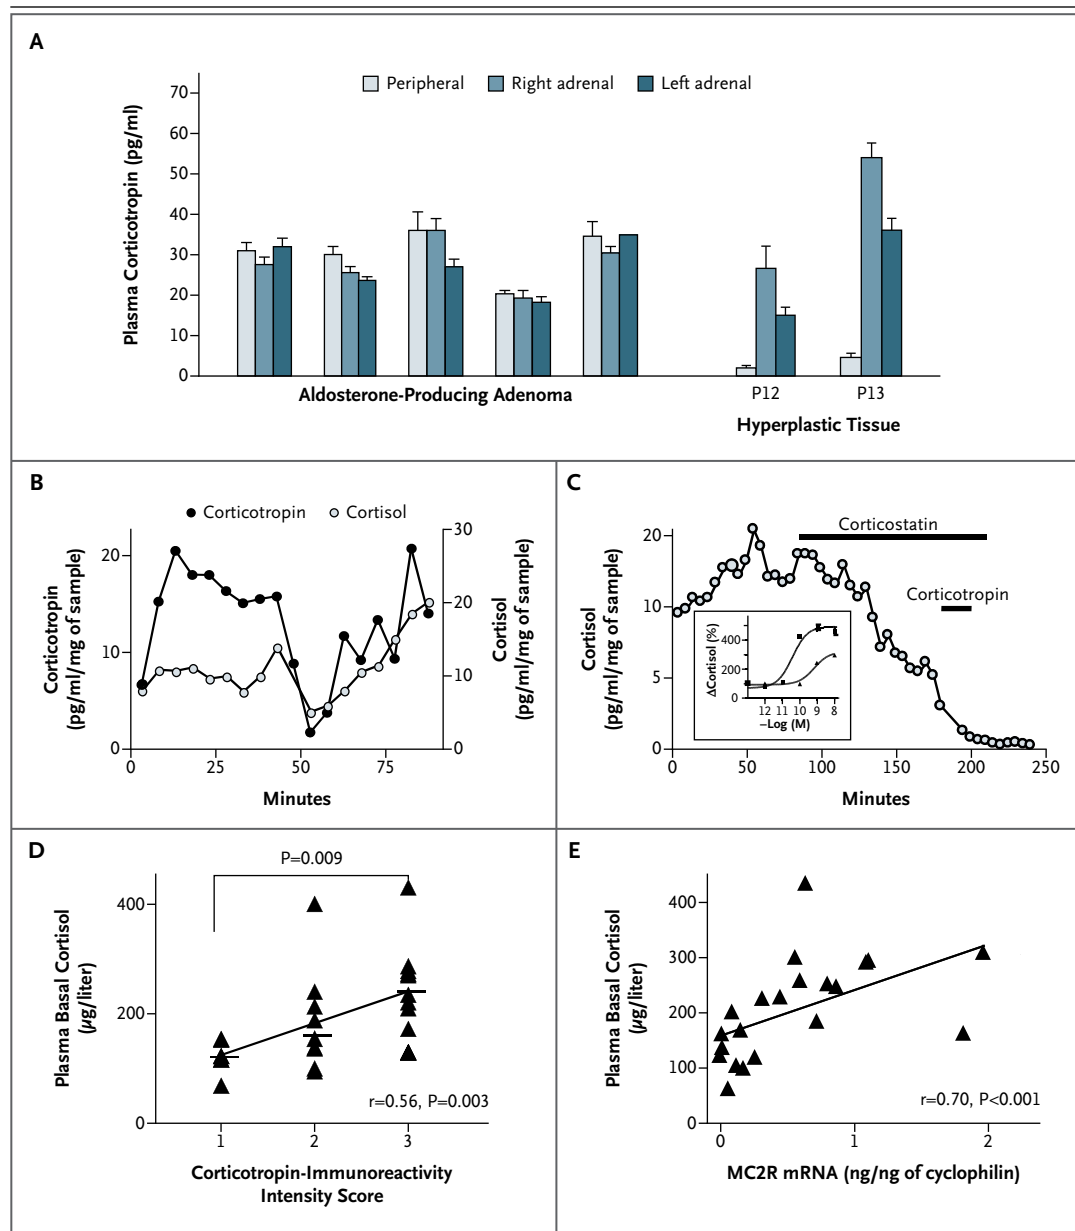 A
Peripheral Right adrenal Left adrenal
Plasma Corticotropin (pg/ml)
70
60
50
40
30
20
10
0
P12 P13
Aldosterone-Producing Adenoma
Hyperplastic Tissue
B
Corticotropin Cortisol
Corticotropin
(pg/ml/mg of sample)
20
10
0
30
20
10
0
Cortisol
(pg/ml/mg of sample)
0 25 50 75
Minutes
C
Corticostatin
Corticotropin
Cortisol
(pg/ml/mg of sample)
20
10
5
0
ΔCortisol (%)
400
200
0
12 11 10 9 8
−Log (M)
0 50 100 150 200 250
Minutes
D
P=0.009
Plasma Basal Cortisol
(µg/liter)
400
200
0
r=0.56, P=0.003
1 2 3
Corticotropin-Immunoreactivity
Intensity Score
E
Plasma Basal Cortisol
(µg/liter)
400
300
200
100
0
r=0.70, P<0.001
0 1 2
MC2R mRNA (ng/ng of cyclophilin)